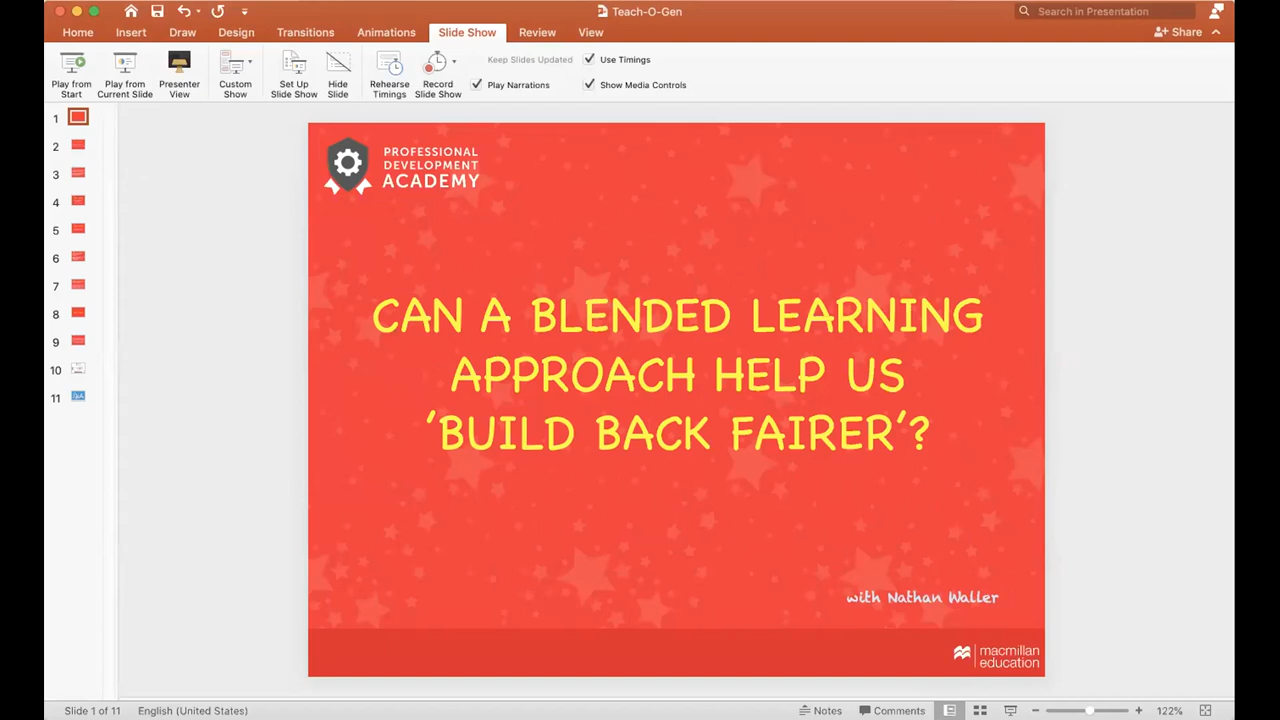 Teach-O-Gen
Search in Presentation
Home Insert Draw Design Transitions Animations Slide Show Review View
Share
Play from Start
Play from Current Slide
Presenter View
Custom Show
Set Up Slide Show
Hide Slide
Rehearse Timings
Record Slide Show
Keep Slides Updated
Play Narrations
Use Timings
Show Media Controls
1
2
3
4
5
6
7
8
9
10
11
Q&A
PROFESSIONAL
DEVELOPMENT
ACADEMY
CAN A BLENDED LEARNING
APPROACH HELP US
'BUILD BACK FAIRER'?
with Nathan Waller
macmillan
education
Slide 1 of 11 English (United States)
Notes Comments 122%